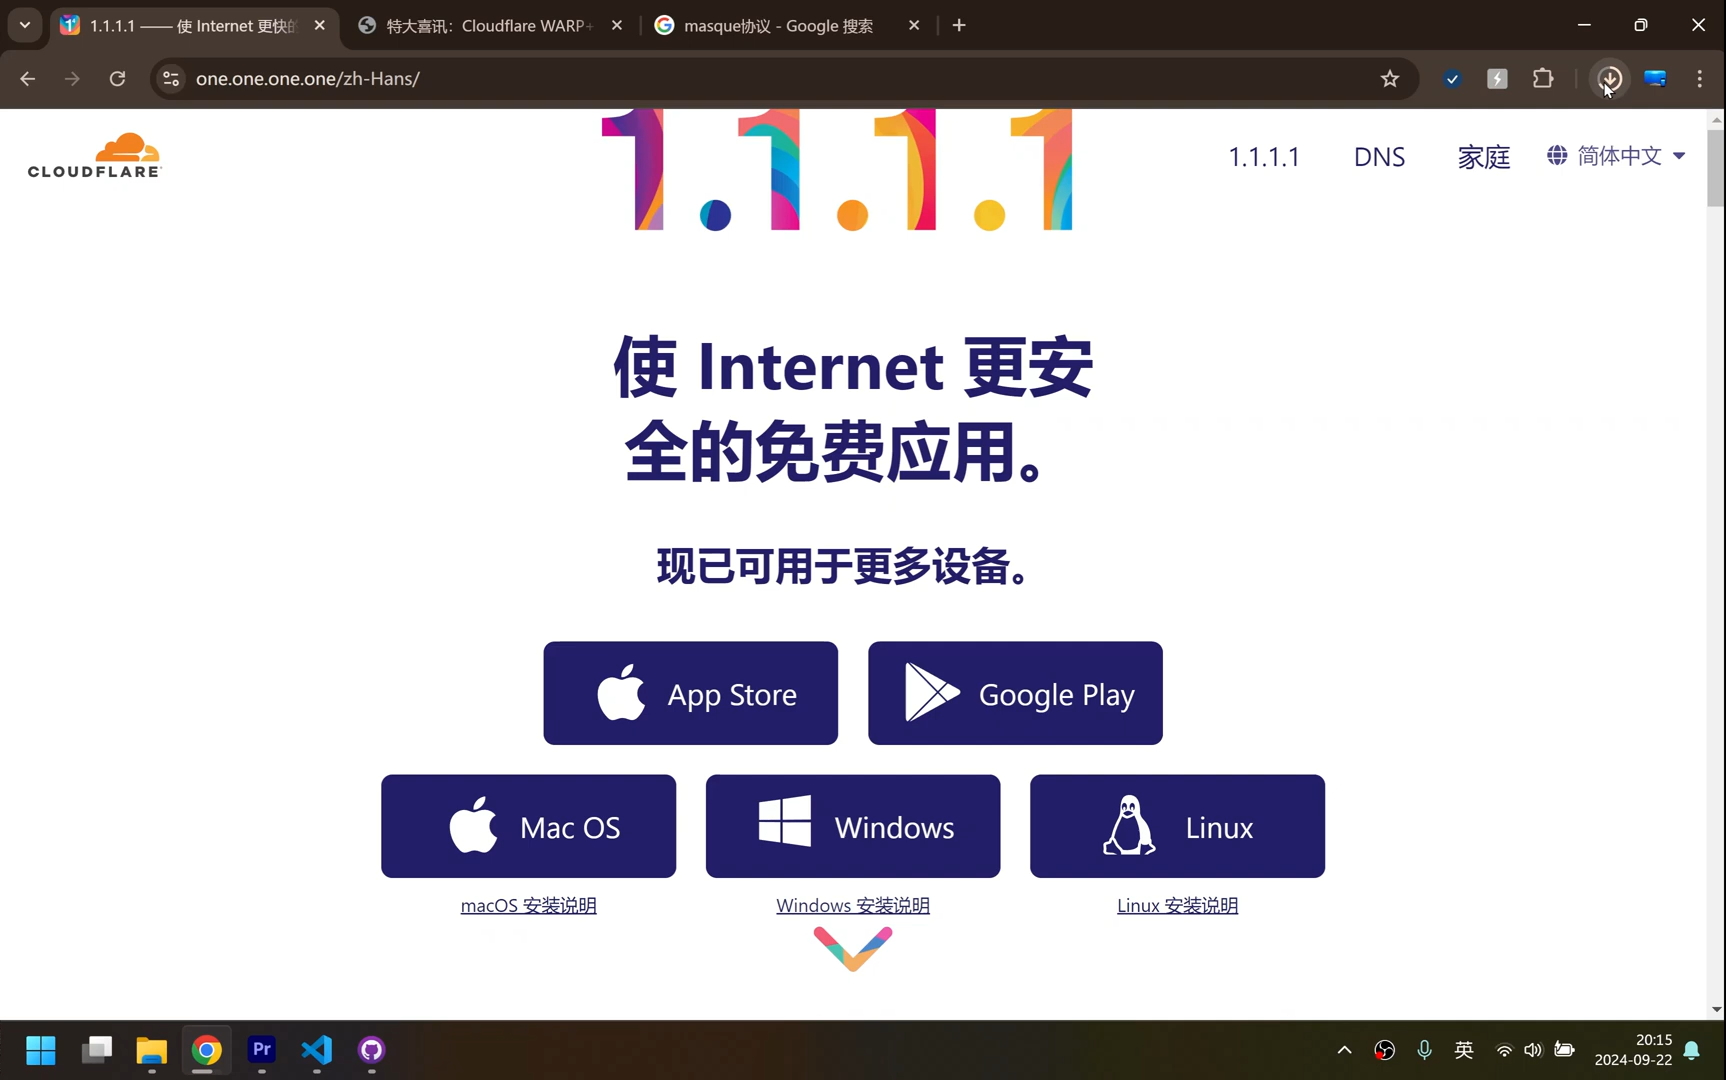 1.1.1.1 —— 使 Internet 更快的
特大喜讯：Cloudflare WARP+
masque协议 - Google 搜索
one.one.one.one/zh-Hans/
CLOUDFLARE
1.1.1.1
1.1.1.1
DNS
家庭
简体中文
使 Internet 更安
全的免费应用。
现已可用于更多设备。
App Store
Google Play
Mac OS
Windows
Linux
macOS 安装说明
Windows 安装说明
Linux 安装说明
Pr
英
20:15
2024-09-22